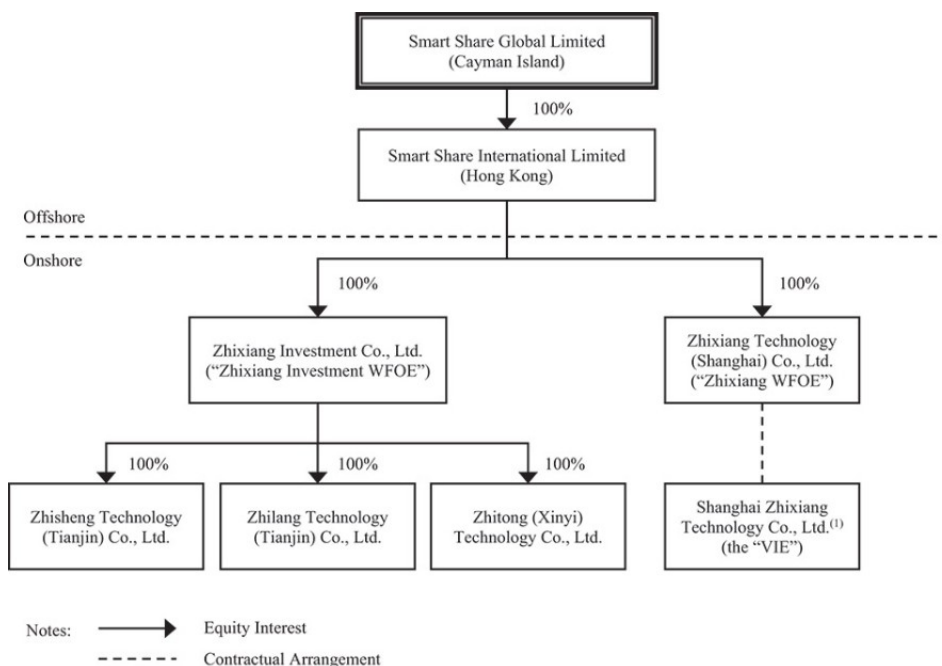 Smart Share Global Limited
(Cayman Island)
100%
Smart Share International Limited
(Hong Kong)
Offshore
Onshore
100%
100%
Zhixiang Investment Co., Ltd.
(“Zhixiang Investment WFOE”)
Zhixiang Technology
(Shanghai) Co., Ltd.
(“Zhixiang WFOE”)
100%
100%
100%
Zhisheng Technology
(Tianjin) Co., Ltd.
Zhilang Technology
(Tianjin) Co., Ltd.
Zhitong (Xinyi)
Technology Co., Ltd.
Shanghai Zhixiang
Technology Co., Ltd.(1)
(the “VIE”)
Notes:
Equity Interest
Contractual Arrangement